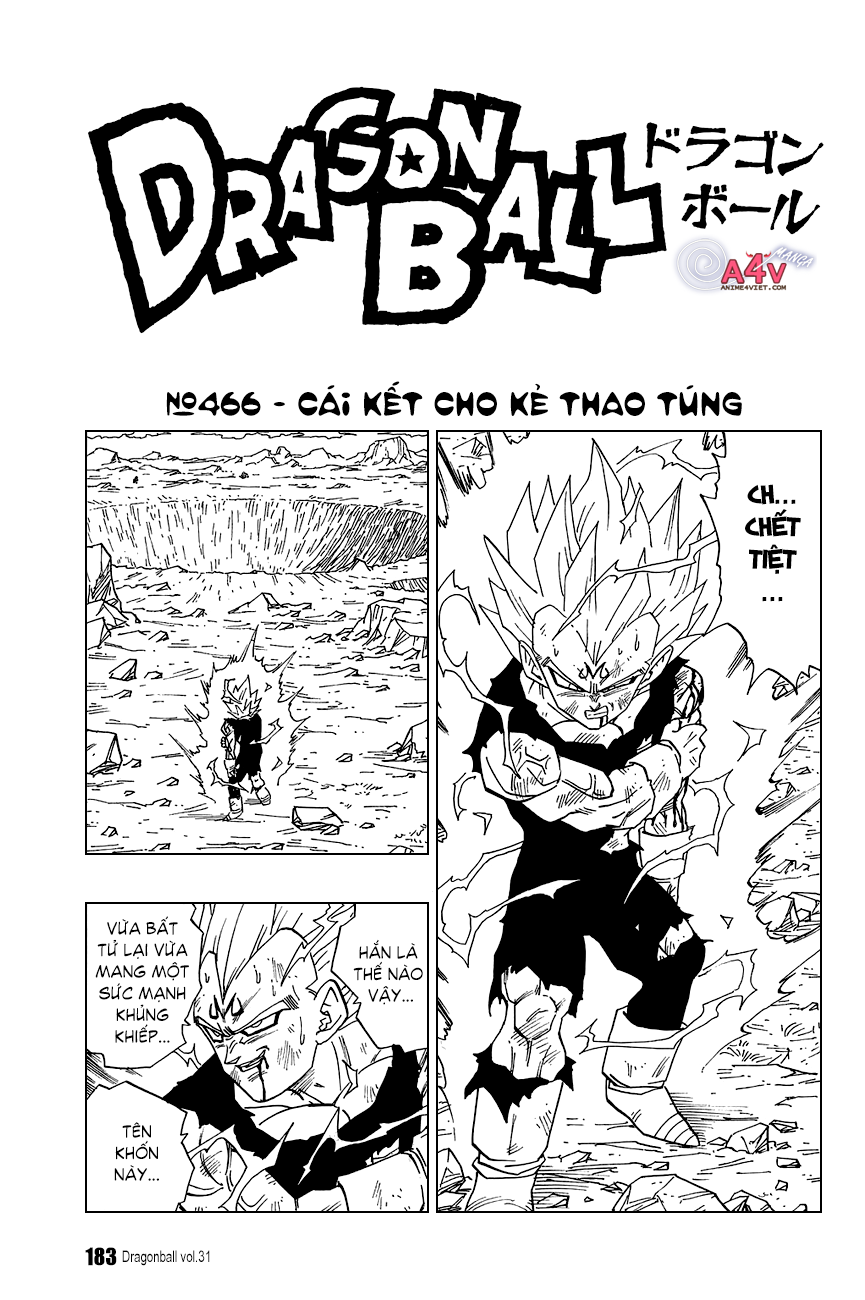 DRAGON
BALL
ドラゴン
ボール
A4V
MANGA
ANIME4VIET.COM
№466 - CÁI KẾT CHO KẺ THAO TÚNG
CH...
CHẾT
TIỆT
...
HẮN LÀ
THẾ NÀO
VẬY...
VỪA BẤT
TỬ LẠI VỪA
MANG MỘT
SỨC MẠNH
KHỦNG
KHIẾP...
TÊN
KHỐN
NÀY...
183 Dragonball vol.31